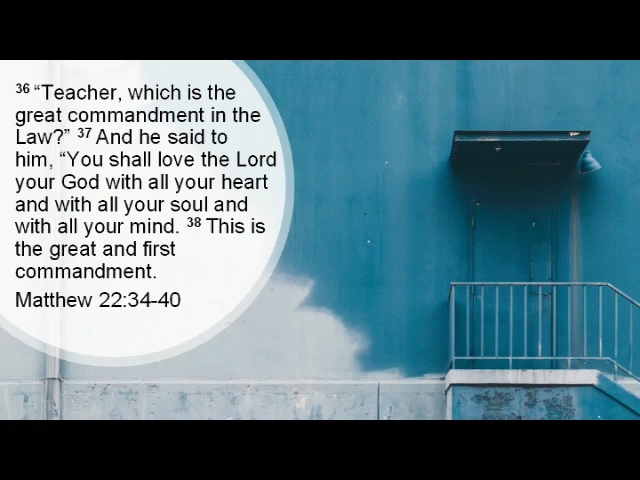 36 “Teacher, which is the
great commandment in the
Law?” 37 And he said to
him, “You shall love the Lord
your God with all your heart
and with all your soul and
with all your mind. 38 This is
the great and first
commandment.
Matthew 22:34-40